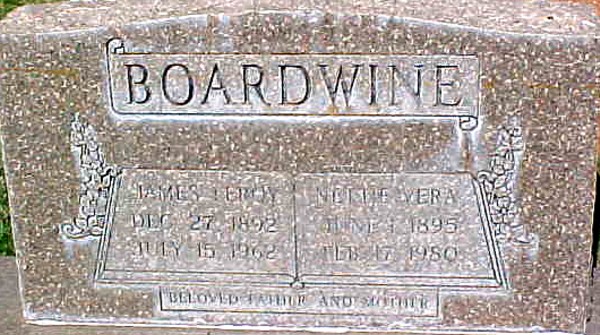 BOARDWINE
JAMES LEROY
DEC. 27, 1892
JULY 15, 1962
NETTIE VERA
JUNE 1, 1895
FEB. 17, 1980
BELOVED FATHER AND MOTHER